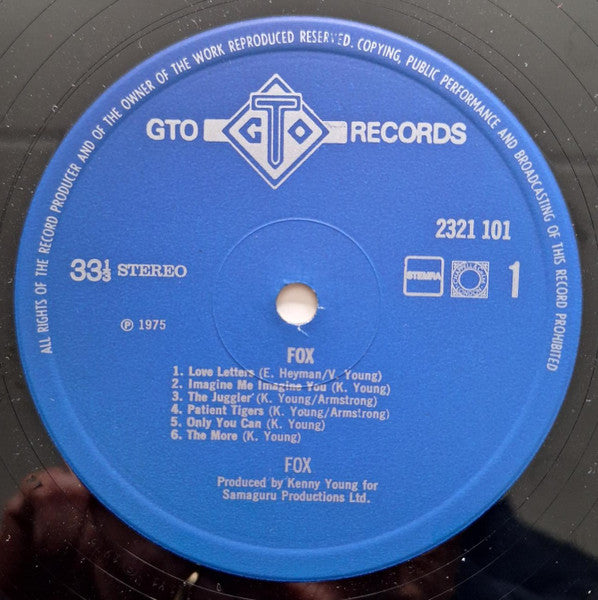 ALL RIGHTS OF THE RECORD PRODUCER AND OF THE OWNER OF THE WORK REPRODUCED RESERVED. COPYING, PUBLIC PERFORMANCE AND BROADCASTING OF THIS RECORD PROHIBITED
GTO GTO RECORDS
2321 101
33⅓ STEREO
STEMRA
1
℗ 1975
FOX
1. Love Letters (E. Heyman/V. Young)
2. Imagine Me Imagine You (K. Young)
3. The Juggler (K. Young/Armstrong)
4. Patient Tigers (K. Young/Armstrong)
5. Only You Can (K. Young)
6. The More (K. Young)
FOX
Produced by Kenny Young for
Samaguru Productions Ltd.